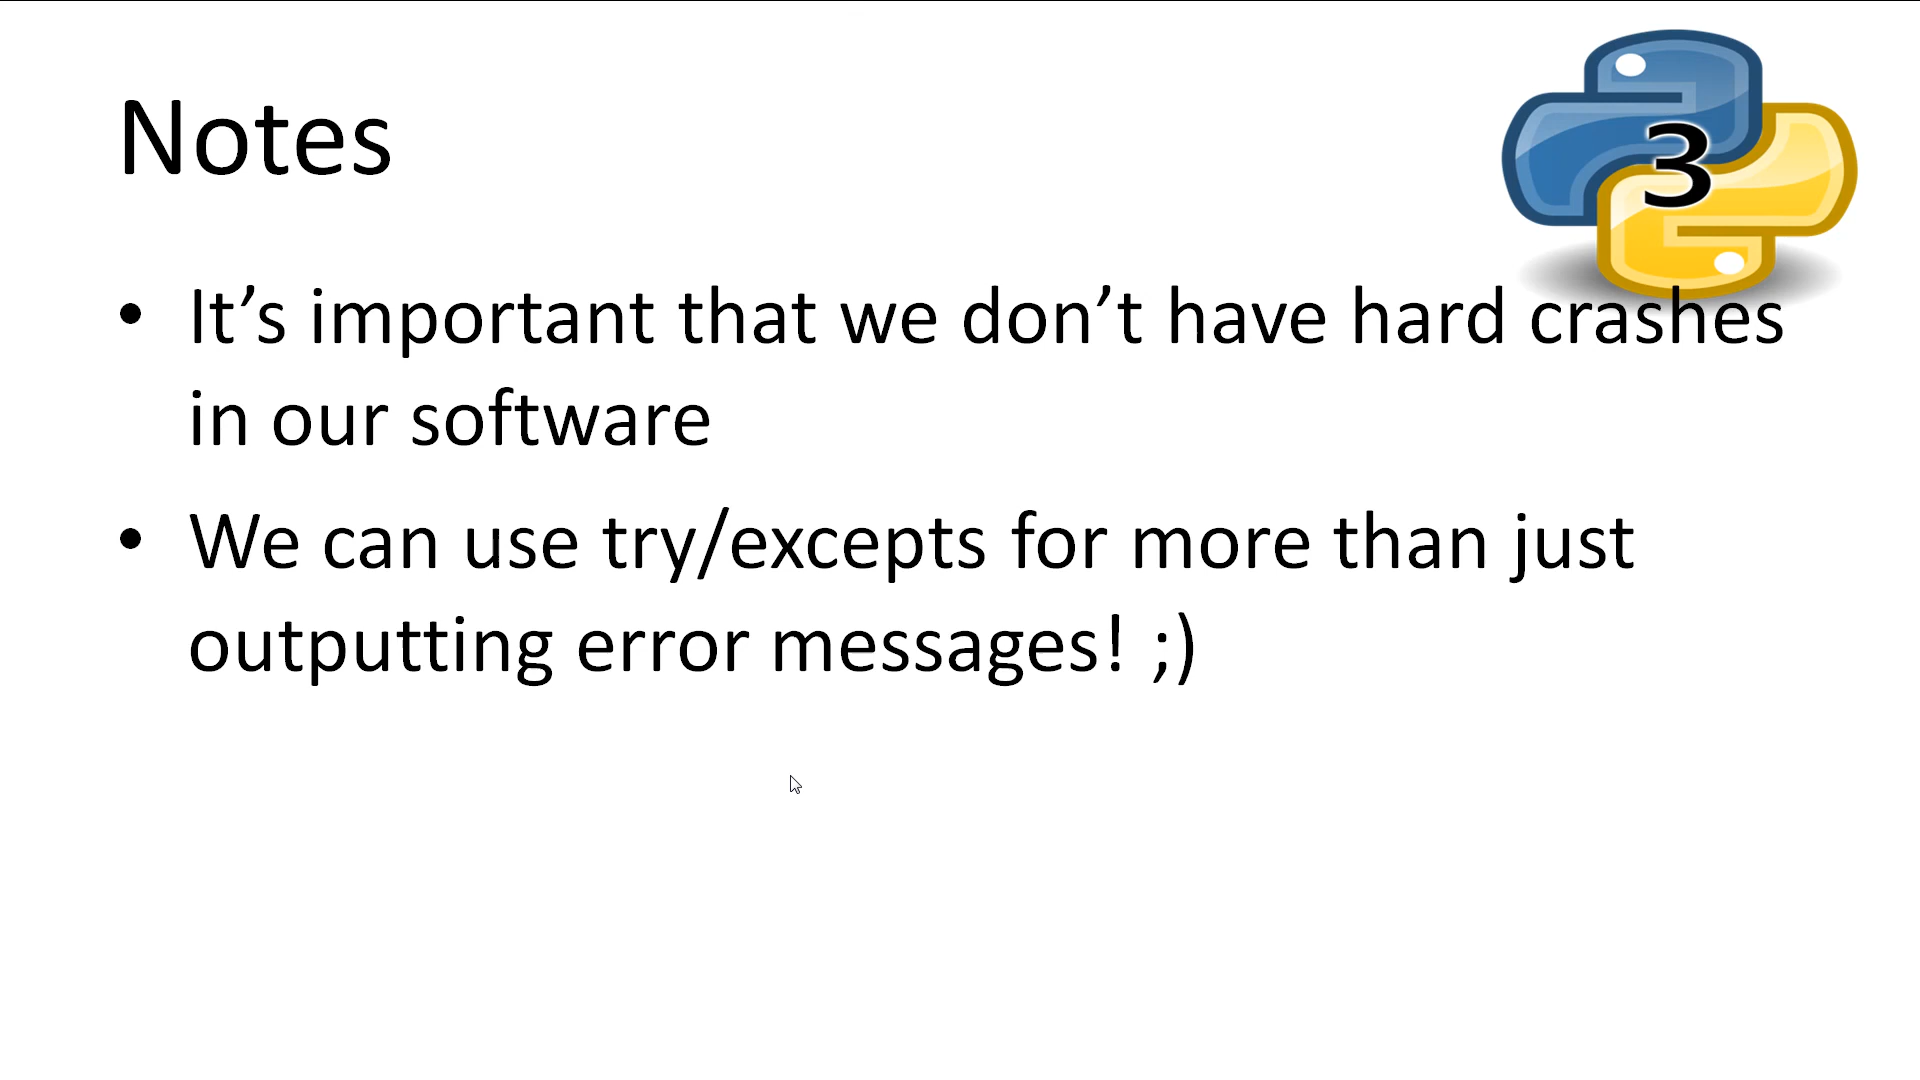 Notes
3
• It’s important that we don’t have hard crashes
in our software
• We can use try/excepts for more than just
outputting error messages! ;)